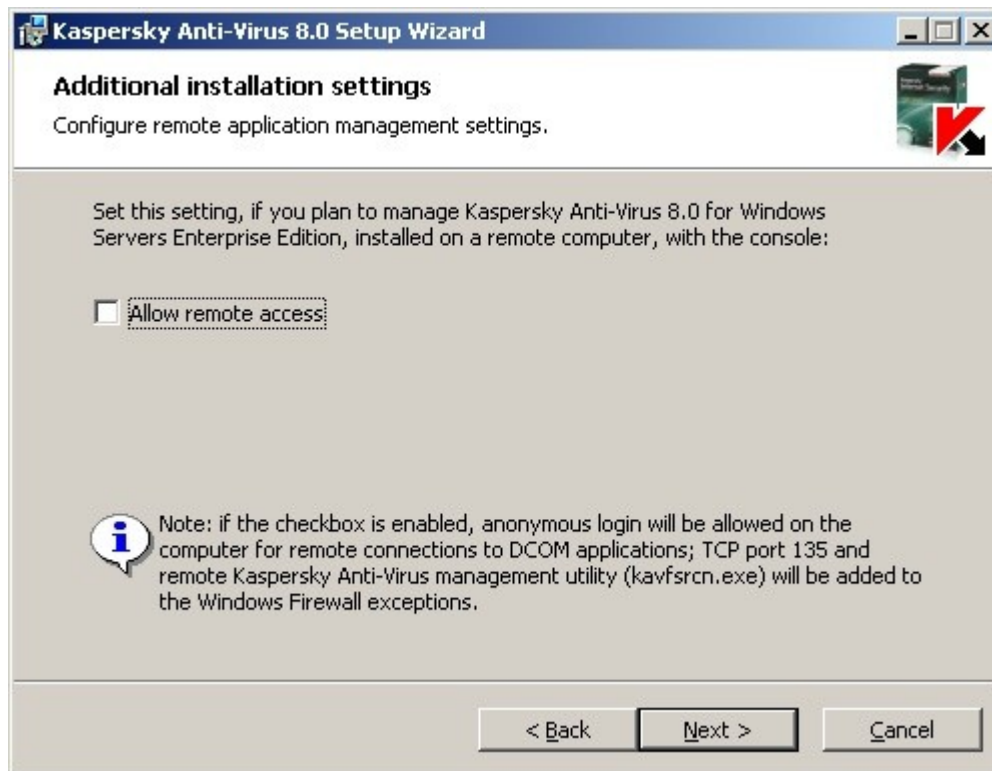 Kaspersky Anti-Virus 8.0 Setup Wizard
Additional installation settings
Configure remote application management settings.
Set this setting, if you plan to manage Kaspersky Anti-Virus 8.0 for Windows
Servers Enterprise Edition, installed on a remote computer, with the console:
Allow remote access
Note: if the checkbox is enabled, anonymous login will be allowed on the
computer for remote connections to DCOM applications; TCP port 135 and
remote Kaspersky Anti-Virus management utility (kavfsrcn.exe) will be added to
the Windows Firewall exceptions.
< Back
Next >
Cancel